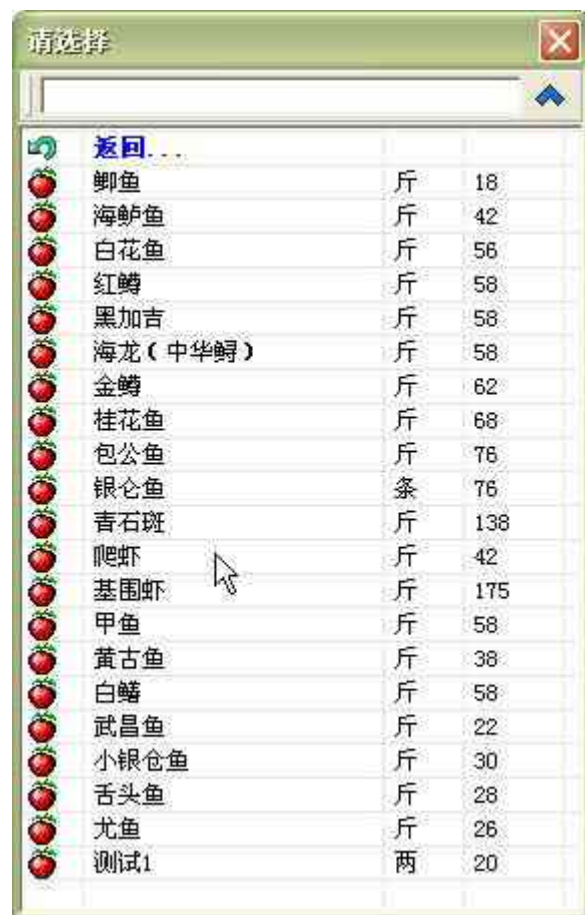 请选择
返回...
鲫鱼 斤 18
海鲈鱼 斤 42
白花鱼 斤 56
红鳟 斤 58
黑加吉 斤 58
海龙(中华鲟) 斤 58
金鳟 斤 62
桂花鱼 斤 68
包公鱼 斤 76
银仑鱼 条 76
青石斑 斤 138
爬虾 斤 42
基围虾 斤 175
甲鱼 斤 58
黄古鱼 斤 38
白鳝 斤 58
武昌鱼 斤 22
小银仓鱼 斤 30
舌头鱼 斤 28
尤鱼 斤 26
测试1 两 20